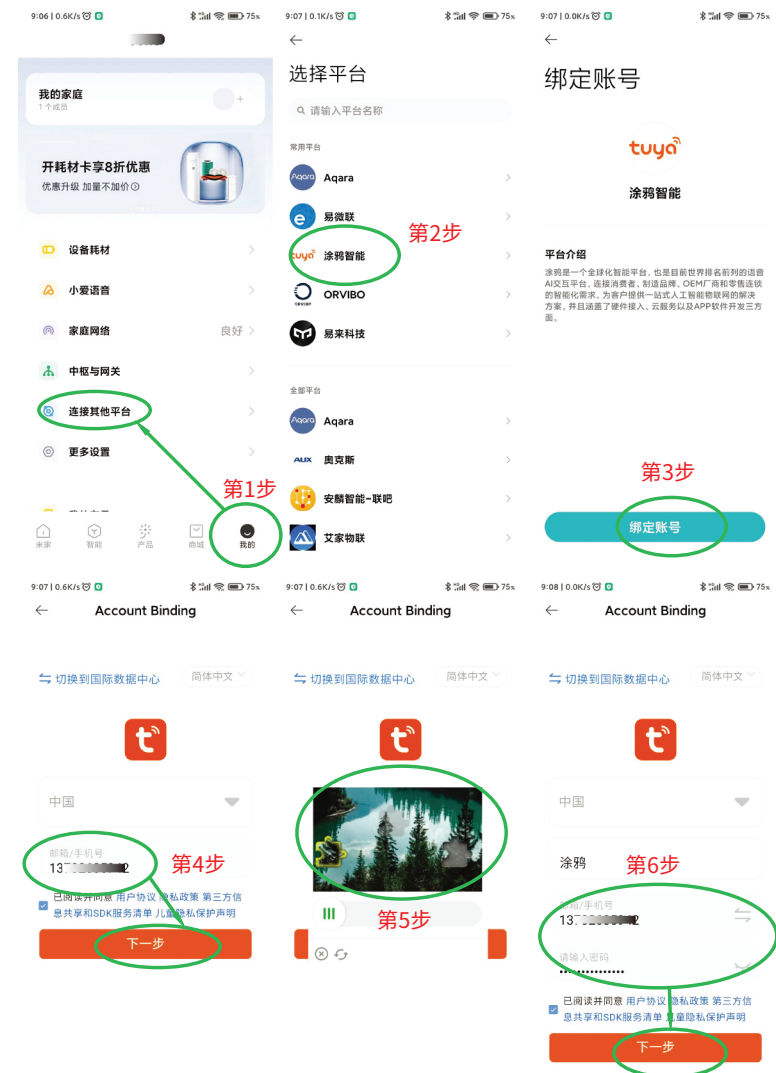 9:06 | 0.6K/s
75%
我的家庭
1个成员
开耗材卡享8折优惠
优惠升级 加量不加价
设备耗材
小爱语音
家庭网络
良好
中枢与网关
连接其他平台
更多设置
第1步
米家
智能
产品
商城
我的
9:07 | 0.1K/s
75%
选择平台
请输入平台名称
常用平台
Aqara
Aqara
易微联
第2步
tuya
涂鸦智能
ORVIBO
ORVIBO
易来科技
全部平台
Aqara
Aqara
AUX
奥克斯
安麟智能-联吧
艾家物联
9:07 | 0.0K/s
75%
绑定账号
tuya
涂鸦智能
平台介绍
涂鸦是一个全球化智能平台，也是目前世界排名前列的语音
AI交互平台，连接消费者、制造品牌、OEM厂商和零售连锁
的智能化需求，为客户提供一站式人工智能物联网的解决
方案，并且涵盖了硬件接入、云服务以及APP软件开发三方
面。
第3步
绑定账号
9:07 | 0.6K/s
75%
Account Binding
切换到国际数据中心
简体中文
中国
邮箱/手机号
第4步
已阅读并同意 用户协议 隐私政策 第三方信
息共享和SDK服务清单 儿童隐私保护声明
下一步
9:07 | 0.6K/s
75%
Account Binding
切换到国际数据中心
简体中文
第5步
9:08 | 0.0K/s
75%
Account Binding
切换到国际数据中心
简体中文
中国
涂鸦
第6步
邮箱/手机号
请输入密码
已阅读并同意 用户协议 隐私政策 第三方信
息共享和SDK服务清单 儿童隐私保护声明
下一步